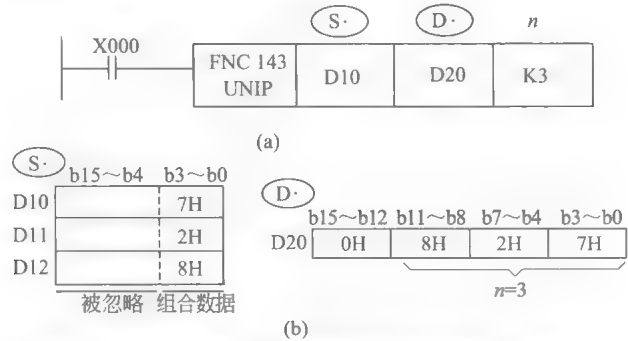 S· D· n
X000
FNC 143 D10 D20 K3
UNIP
(a)
S·
b15～b4 b3～b0
D10 7H
D11 2H
D12 8H
被忽略 组合数据
D·
b15～b12 b11～b8 b7～b4 b3～b0
D20 0H 8H 2H 7H
n=3
(b)